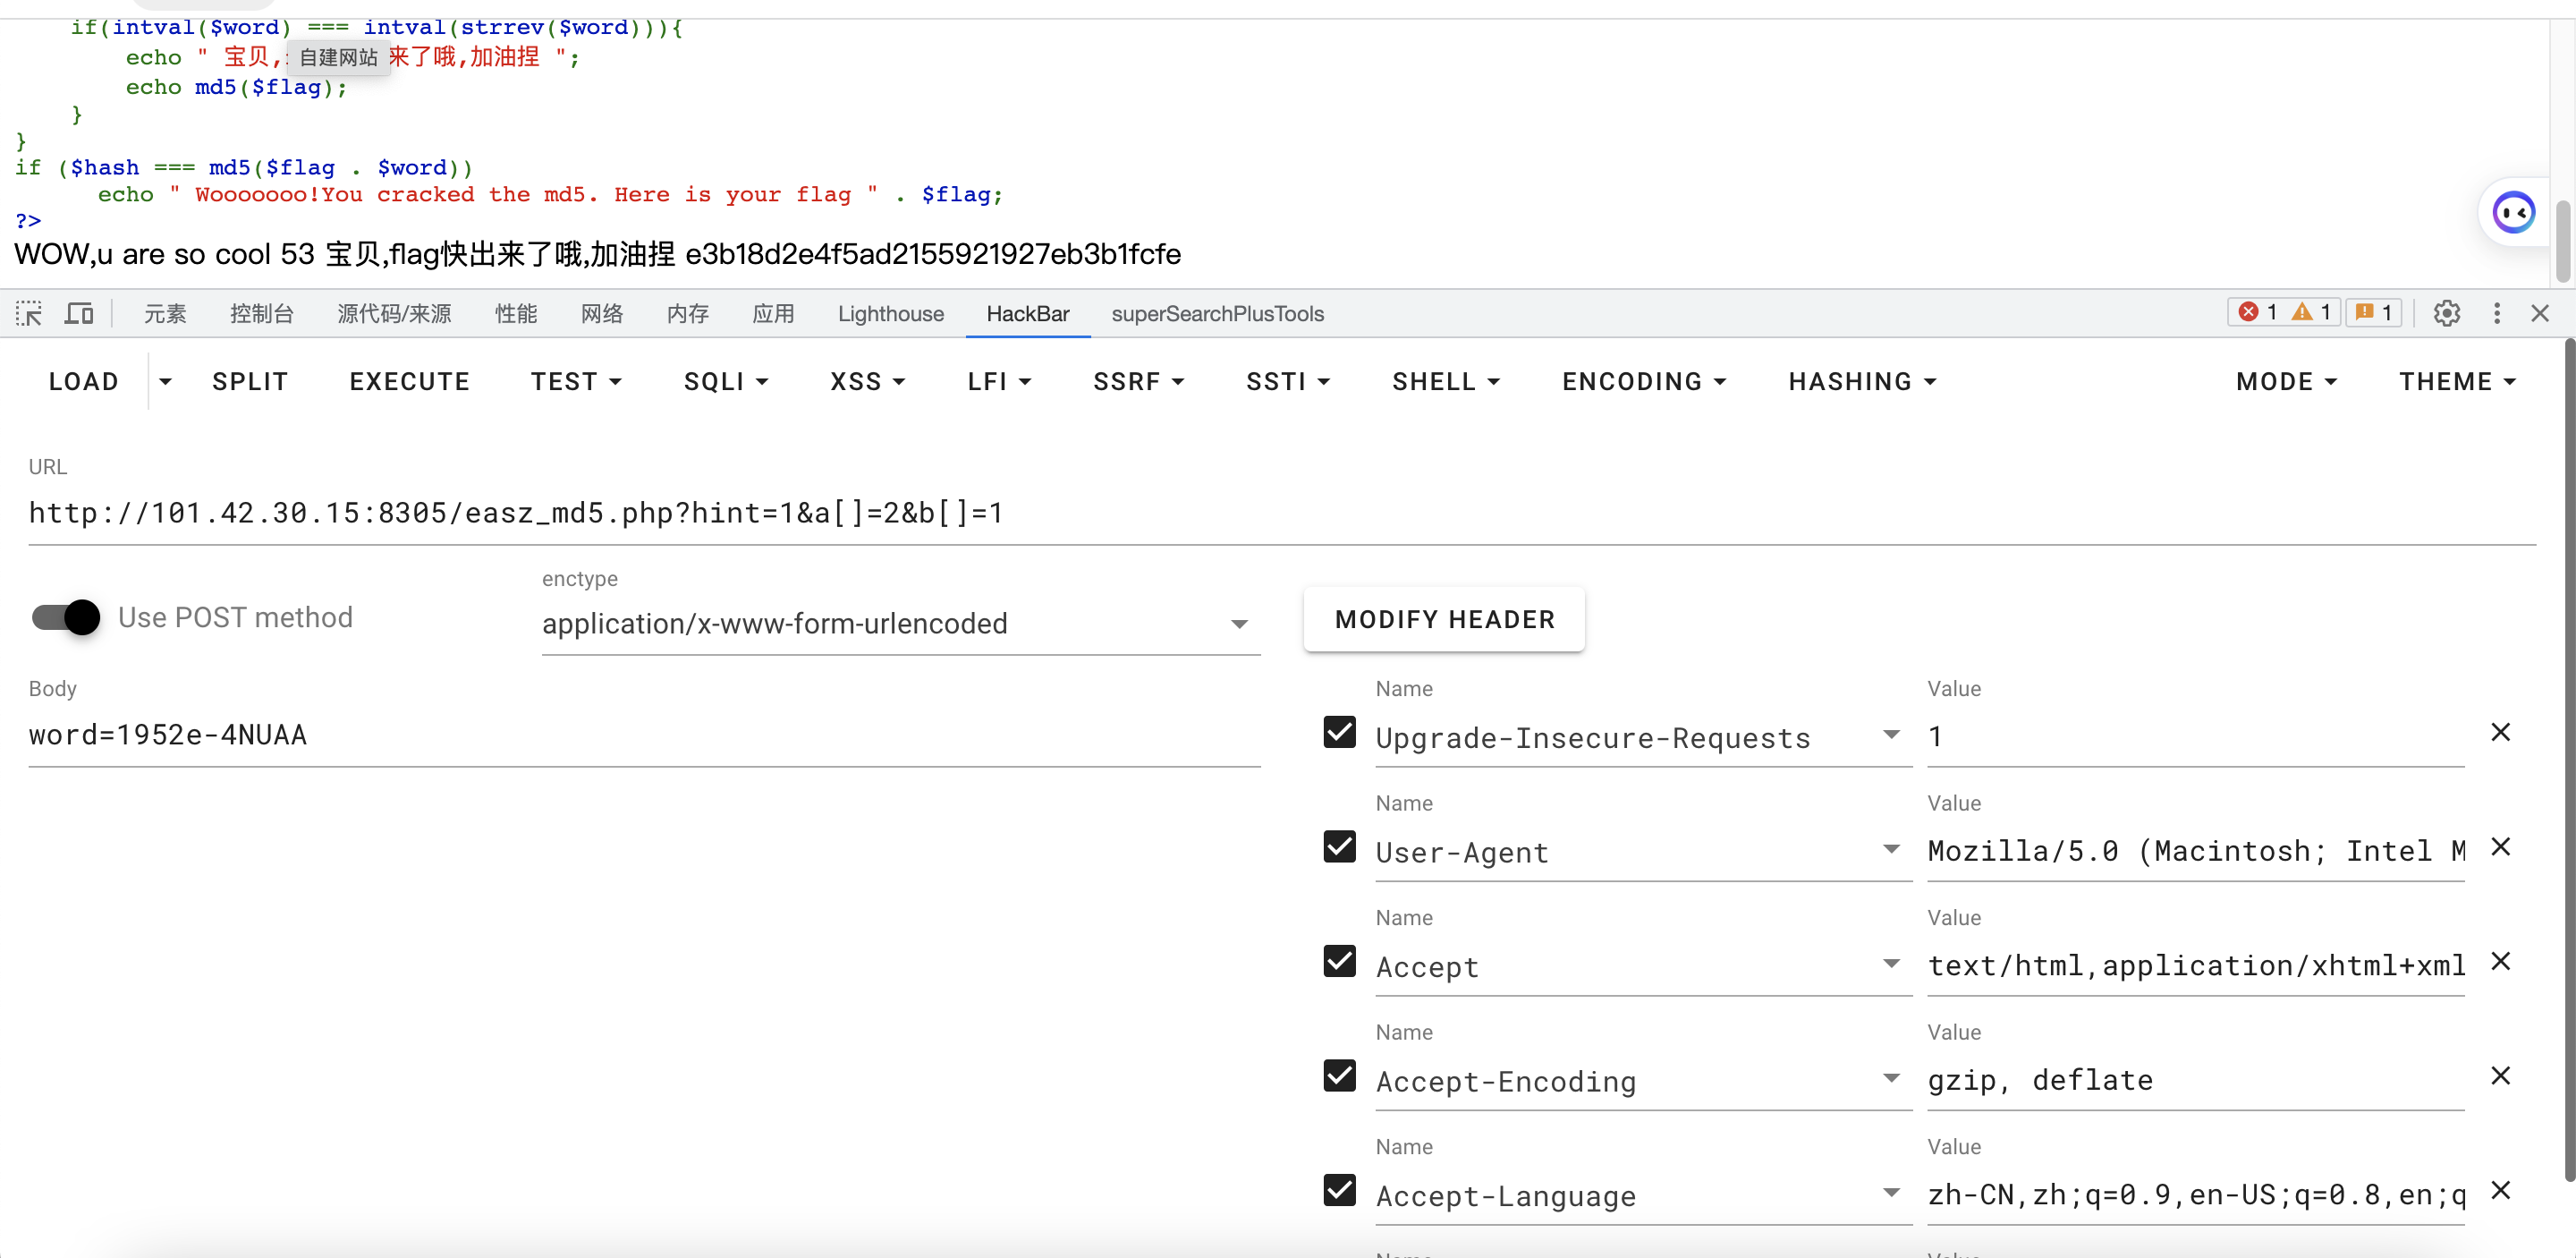 if(intval($word) === intval(strrev($word))){
echo " 宝贝,
自建网站
来了哦,加油捏 ";
echo md5($flag);
}
}
if ($hash === md5($flag . $word))
echo " Wooooooo!You cracked the md5. Here is your flag " . $flag;
?>
WOW,u are so cool 53 宝贝,flag快出来了哦,加油捏 e3b18d2e4f5ad2155921927eb3b1fcfe
元素 控制台 源代码/来源 性能 网络 内存 应用 Lighthouse HackBar superSearchPlusTools 1 1 1
LOAD SPLIT EXECUTE TEST SQLI XSS LFI SSRF SSTI SHELL ENCODING HASHING MODE THEME
URL
http://101.42.30.15:8305/easz_md5.php?hint=1&a[]=2&b[]=1
Use POST method
enctype
application/x-www-form-urlencoded
MODIFY HEADER
Body
word=1952e-4NUAA
Name Value
Upgrade-Insecure-Requests 1
Name Value
User-Agent Mozilla/5.0 (Macintosh; Intel M
Name Value
Accept text/html,application/xhtml+xml
Name Value
Accept-Encoding gzip, deflate
Name Value
Accept-Language zh-CN,zh;q=0.9,en-US;q=0.8,en;q